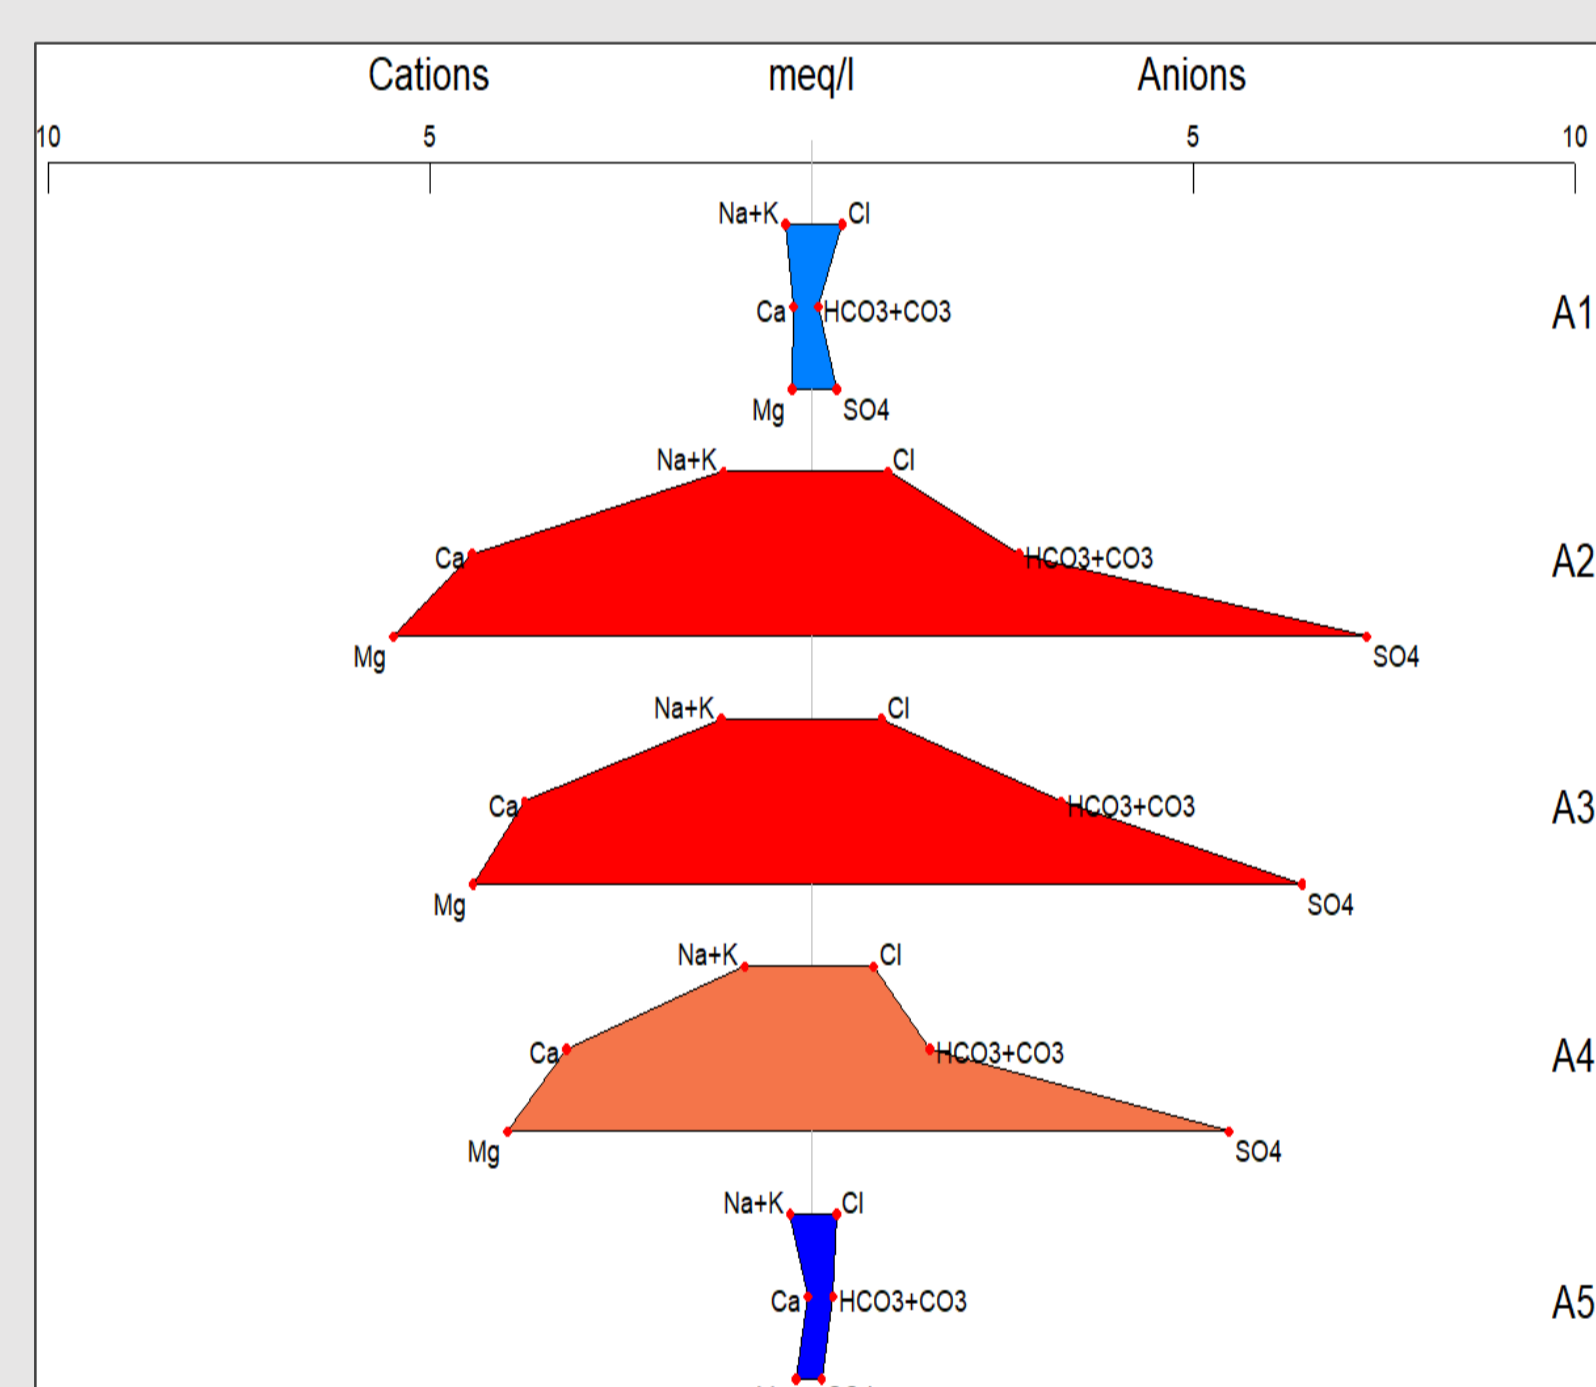 Cations meq/l Anions
10 5 5 10
Na+K Cl
Ca HCO3+CO3 A1
Mg SO4
Na+K Cl
Ca HCO3+CO3 A2
Mg SO4
Na+K Cl
Ca HCO3+CO3 A3
Mg SO4
Na+K Cl
Ca HCO3+CO3 A4
Mg SO4
Na+K Cl
Ca HCO3+CO3 A5